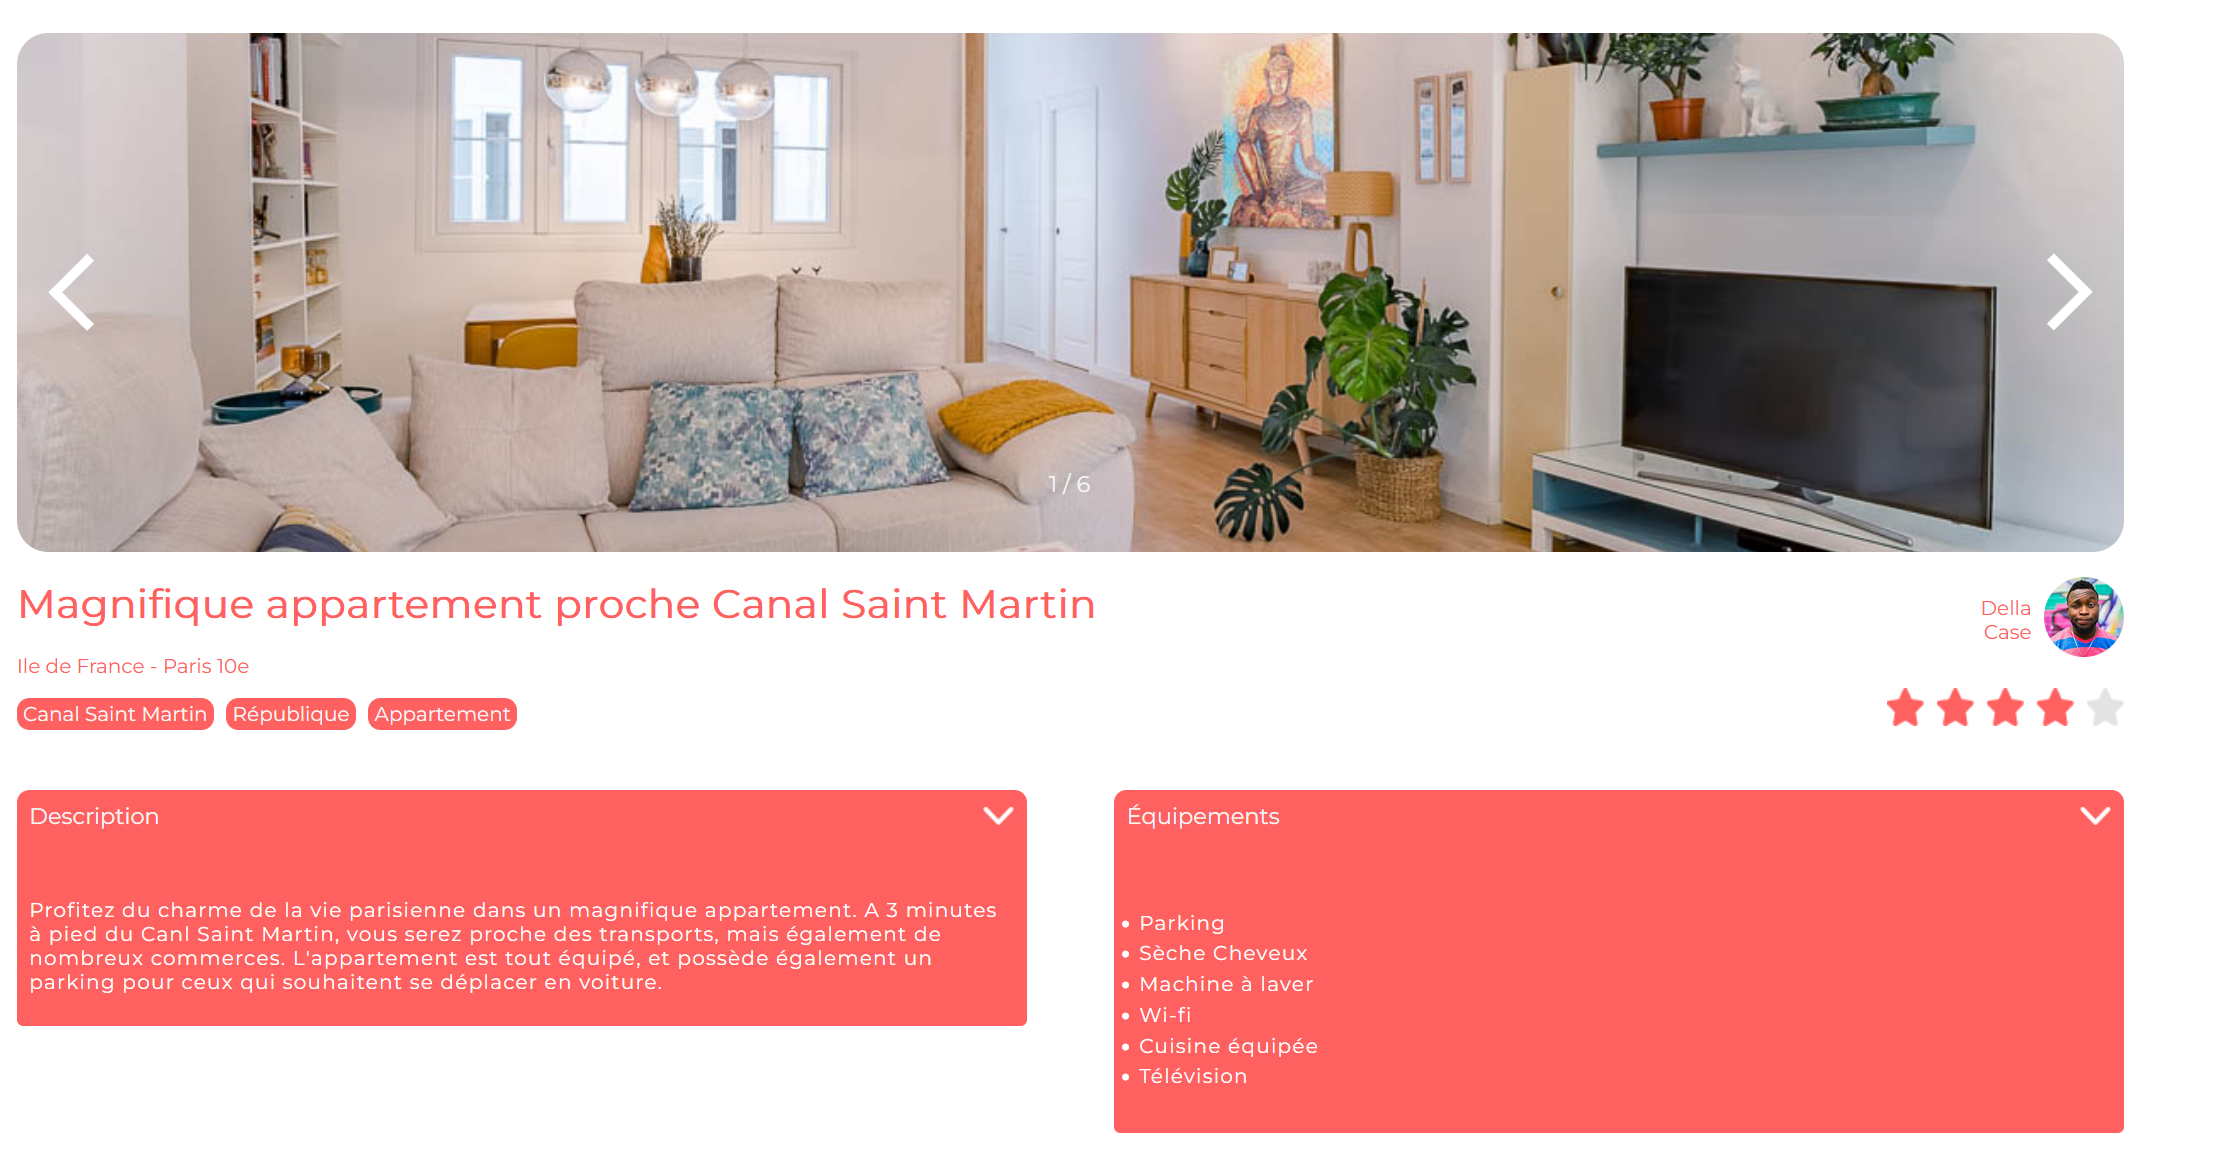 1 / 6
Magnifique appartement proche Canal Saint Martin
Della
Case
Ile de France - Paris 10e
Canal Saint Martin
République
Appartement
Description
Profitez du charme de la vie parisienne dans un magnifique appartement. A 3 minutes
à pied du Canl Saint Martin, vous serez proche des transports, mais également de
nombreux commerces. L'appartement est tout équipé, et possède également un
parking pour ceux qui souhaitent se déplacer en voiture.
Équipements
• Parking
• Sèche Cheveux
• Machine à laver
• Wi-fi
• Cuisine équipée
• Télévision